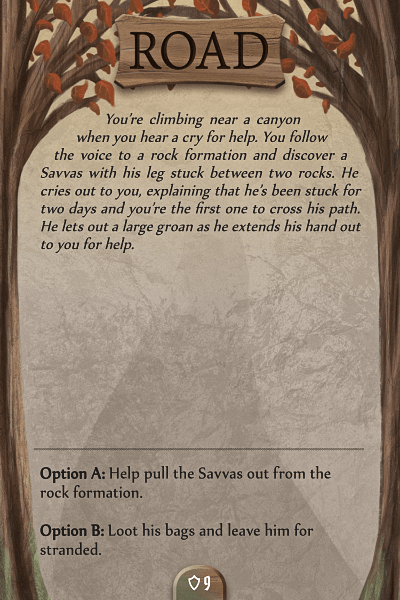 ROAD
You're climbing near a canyon
when you hear a cry for help. You follow
the voice to a rock formation and discover a
Savvas with his leg stuck between two rocks. He
cries out to you, explaining that he's been stuck for
two days and you're the first one to cross his path.
He lets out a large groan as he extends his hand out
to you for help.
Option A: Help pull the Savvas out from the
rock formation.
Option B: Loot his bags and leave him for
stranded.
9